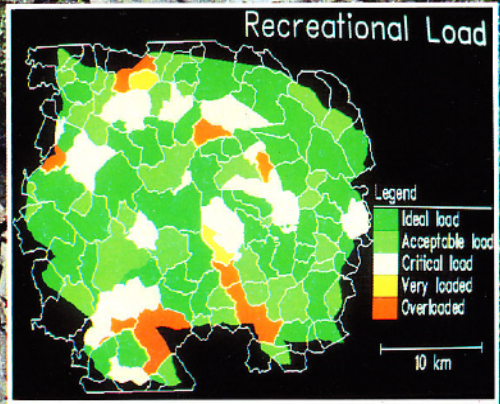 Recreational Load
Legend
Ideal load
Acceptable load
Critical load
Very loaded
Overloaded
10 km